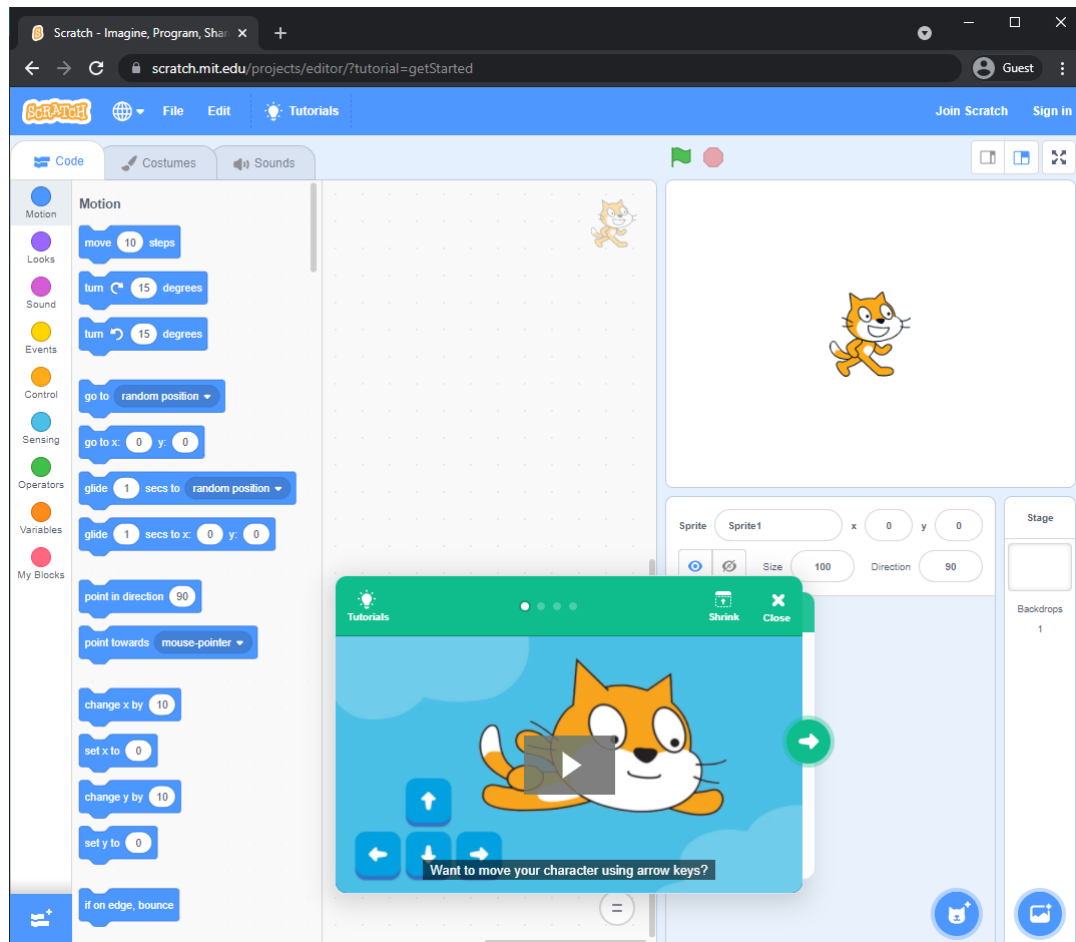 Scratch - Imagine, Program, Shar
scratch.mit.edu/projects/editor/?tutorial=getStarted
Guest
SCRATCH
File
Edit
Tutorials
Join Scratch
Sign in
Code
Costumes
Sounds
Motion
Looks
Sound
Events
Control
Sensing
Operators
Variables
My Blocks
Motion
move 10 steps
turn 15 degrees
turn 15 degrees
go to random position
go to x: 0 y: 0
glide 1 secs to random position
glide 1 secs to x: 0 y: 0
point in direction 90
point towards mouse-pointer
change x by 10
set x to 0
change y by 10
set y to 0
if on edge, bounce
Sprite Sprite1 x 0 y 0
Size 100 Direction 90
Stage
Backdrops
1
Tutorials
Shrink
Close
Want to move your character using arrow keys?